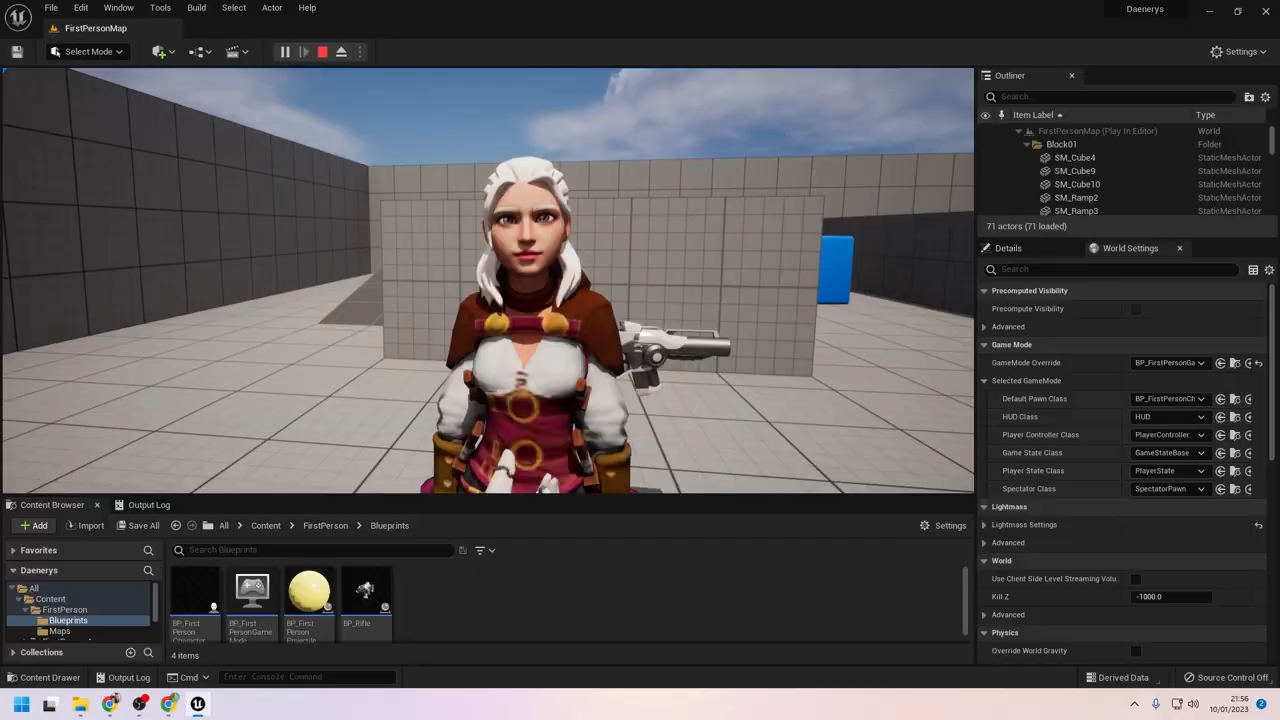 File Edit Window Tools Build Select Actor Help
Daenerys
FirstPersonMap
Select Mode
Settings
Outliner
Search...
Item Label
Type
FirstPersonMap (Play In Editor)
World
Block01
Folder
SM_Cube4
StaticMeshActor
SM_Cube9
StaticMeshActor
SM_Cube10
StaticMeshActor
SM_Ramp2
StaticMeshActor
SM_Ramp3
StaticMeshActor
71 actors (71 loaded)
Details
World Settings
Search
Precomputed Visibility
Precompute Visibility
Advanced
Game Mode
GameMode Override
BP_FirstPersonGa
Selected GameMode
Default Pawn Class
BP_FirstPersonCh
HUD Class
HUD
Player Controller Class
PlayerController
Game State Class
GameStateBase
Player State Class
PlayerState
Spectator Class
SpectatorPawn
Lightmass
Lightmass Settings
Advanced
World
Use Client Side Level Streaming Volu..
Kill Z
-1000.0
Advanced
Physics
Override World Gravity
Content Browser
Output Log
Add
Import
Save All
All
Content
FirstPerson
Blueprints
Settings
Favorites
Search Blueprints
Daenerys
All
Content
FirstPerson
Blueprints
Maps
Collections
BP_First
Person
Character
BP_First
PersonGame
Mode
BP_First
Person
Projectile
BP_Rifle
4 items
Content Drawer
Output Log
Cmd
Enter Console Command
Derived Data
Source Control Off
21:56
10/01/2023
2